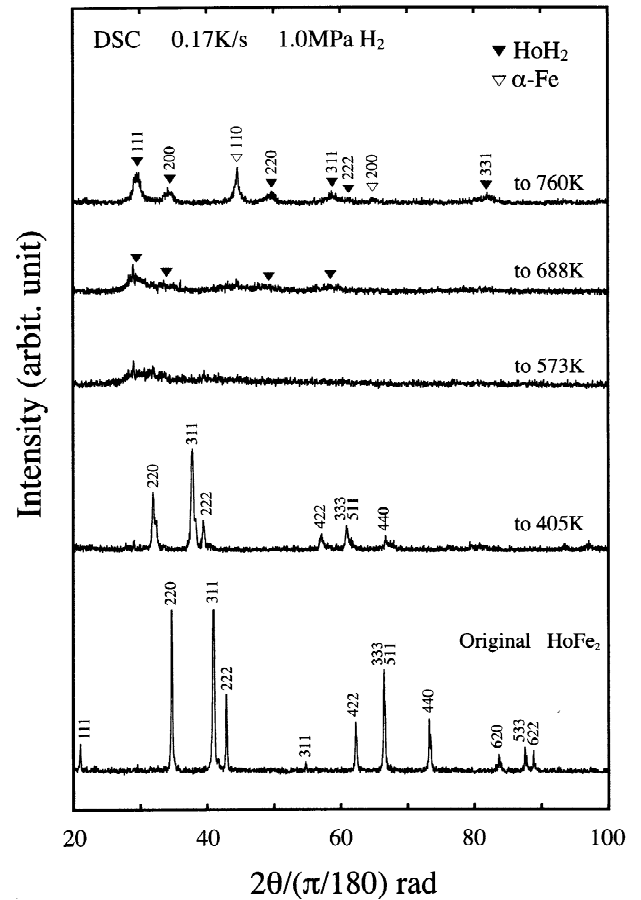 DSC 0.17K/s 1.0MPa H₂
▼ HoH₂
▽ α-Fe
111 200 110 220 311 222 200 331
to 760K
to 688K
to 573K
220 311 222 422 333 511 440
to 405K
Original HoFe₂
111 220 311 222 311 422 333 511 440 620 533 622
20 40 60 80 100
2θ/(π/180) rad
Intensity (arbit. unit)